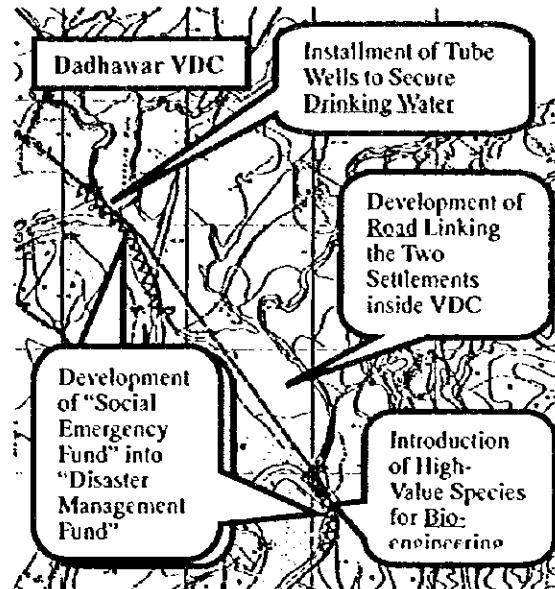 Dadhawar VDC
Installment of Tube
Wells to Secure
Drinking Water
Development of
Road Linking
the Two
Settlements
inside VDC
Development
of "Social
Emergency
Fund" into
"Disaster
Management
Fund"
Introduction
of High-
Value Species
for Bio-
engineering